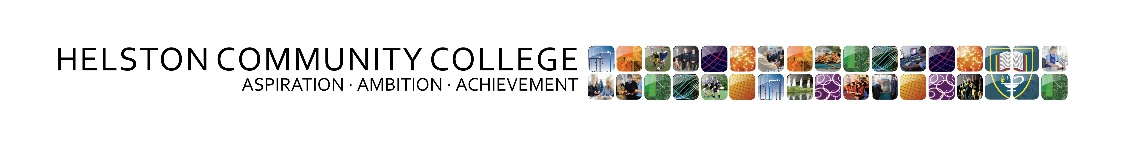 HELSTON COMMUNITY COLLEGE
ASPIRATION · AMBITION · ACHIEVEMENT